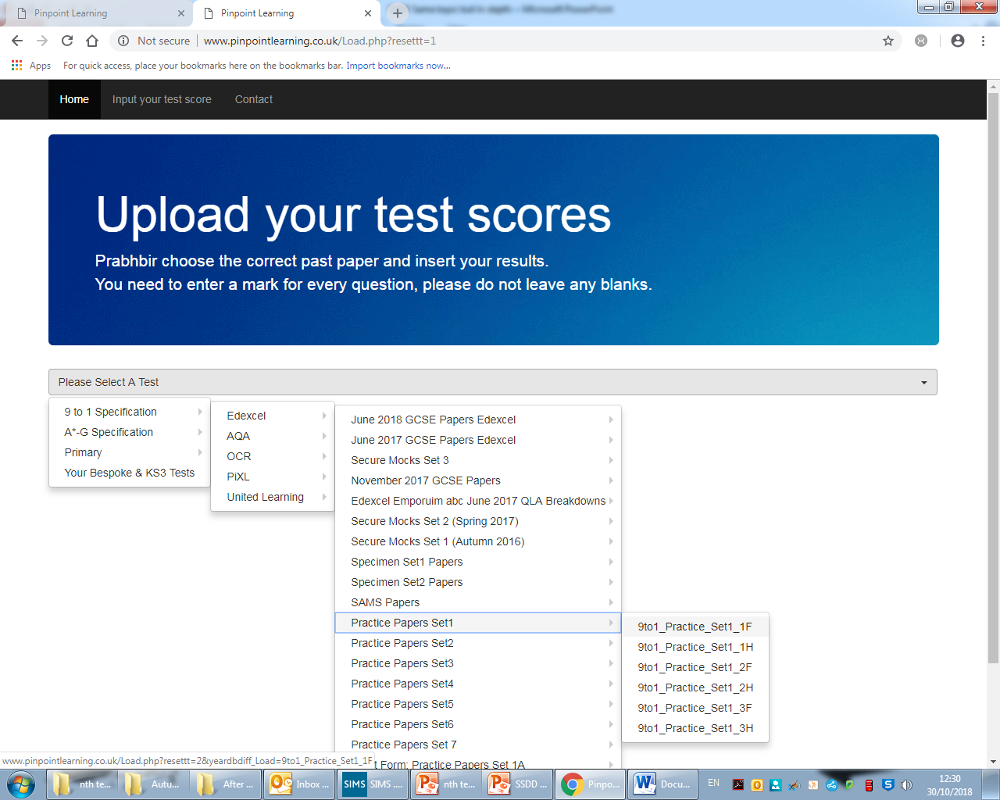 Pinpoint Learning
Pinpoint Learning
Not secure
www.pinpointlearning.co.uk/Load.php?resettt=1
Apps
For quick access, place your bookmarks here on the bookmarks bar. Import bookmarks now...
Home
Input your test score
Contact
Upload your test scores
Prabhbir choose the correct past paper and insert your results.
You need to enter a mark for every question, please do not leave any blanks.
Please Select A Test
9 to 1 Specification
A*-G Specification
Primary
Your Bespoke & KS3 Tests
Edexcel
AQA
OCR
PiXL
United Learning
June 2018 GCSE Papers Edexcel
June 2017 GCSE Papers Edexcel
Secure Mocks Set 3
November 2017 GCSE Papers
Edexcel Emporuim abc June 2017 QLA Breakdowns
Secure Mocks Set 2 (Spring 2017)
Secure Mocks Set 1 (Autumn 2016)
Specimen Set1 Papers
Specimen Set2 Papers
SAMS Papers
Practice Papers Set1
Practice Papers Set2
Practice Papers Set3
Practice Papers Set4
Practice Papers Set5
Practice Papers Set6
Practice Papers Set 7
t Form: Practice Papers Set 1A
9to1_Practice_Set1_1F
9to1_Practice_Set1_1H
9to1_Practice_Set1_2F
9to1_Practice_Set1_2H
9to1_Practice_Set1_3F
9to1_Practice_Set1_3H
www.pinpointlearning.co.uk/Load.php?resettt=2&yeardbdiff_Load=9to1_Practice_Set1_1F
nth te...
Autu...
After ...
Inbox ...
SIMS
SIMS ...
nth te...
SSDD ...
Pinpo...
Docu...
EN
12:30
30/10/2018